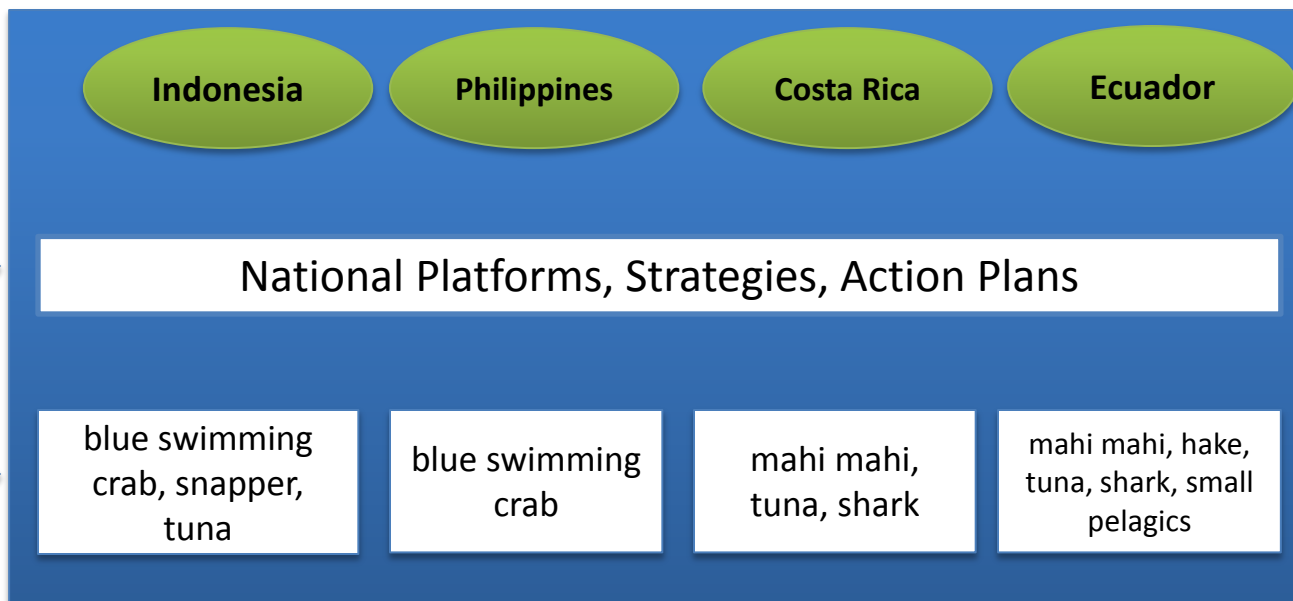 Indonesia
Philippines
Costa Rica
Ecuador
National Platforms, Strategies, Action Plans
blue swimming
crab, snapper,
tuna
blue swimming
crab
mahi mahi,
tuna, shark
mahi mahi, hake,
tuna, shark, small
pelagics